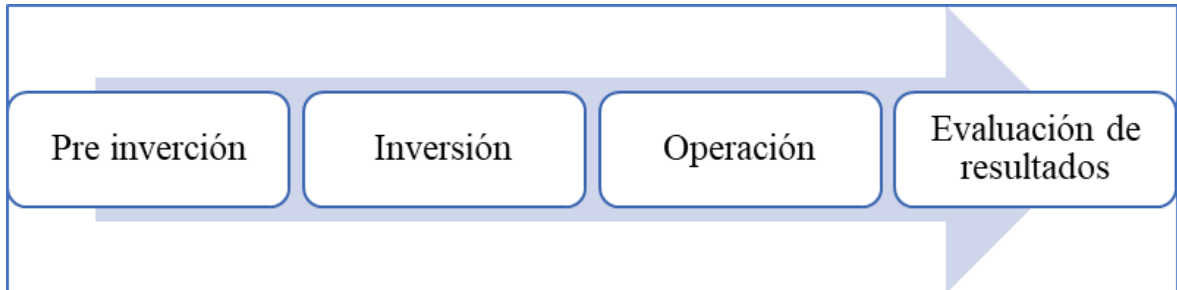 Pre inverción
Inversión
Operación
Evaluación de
resultados